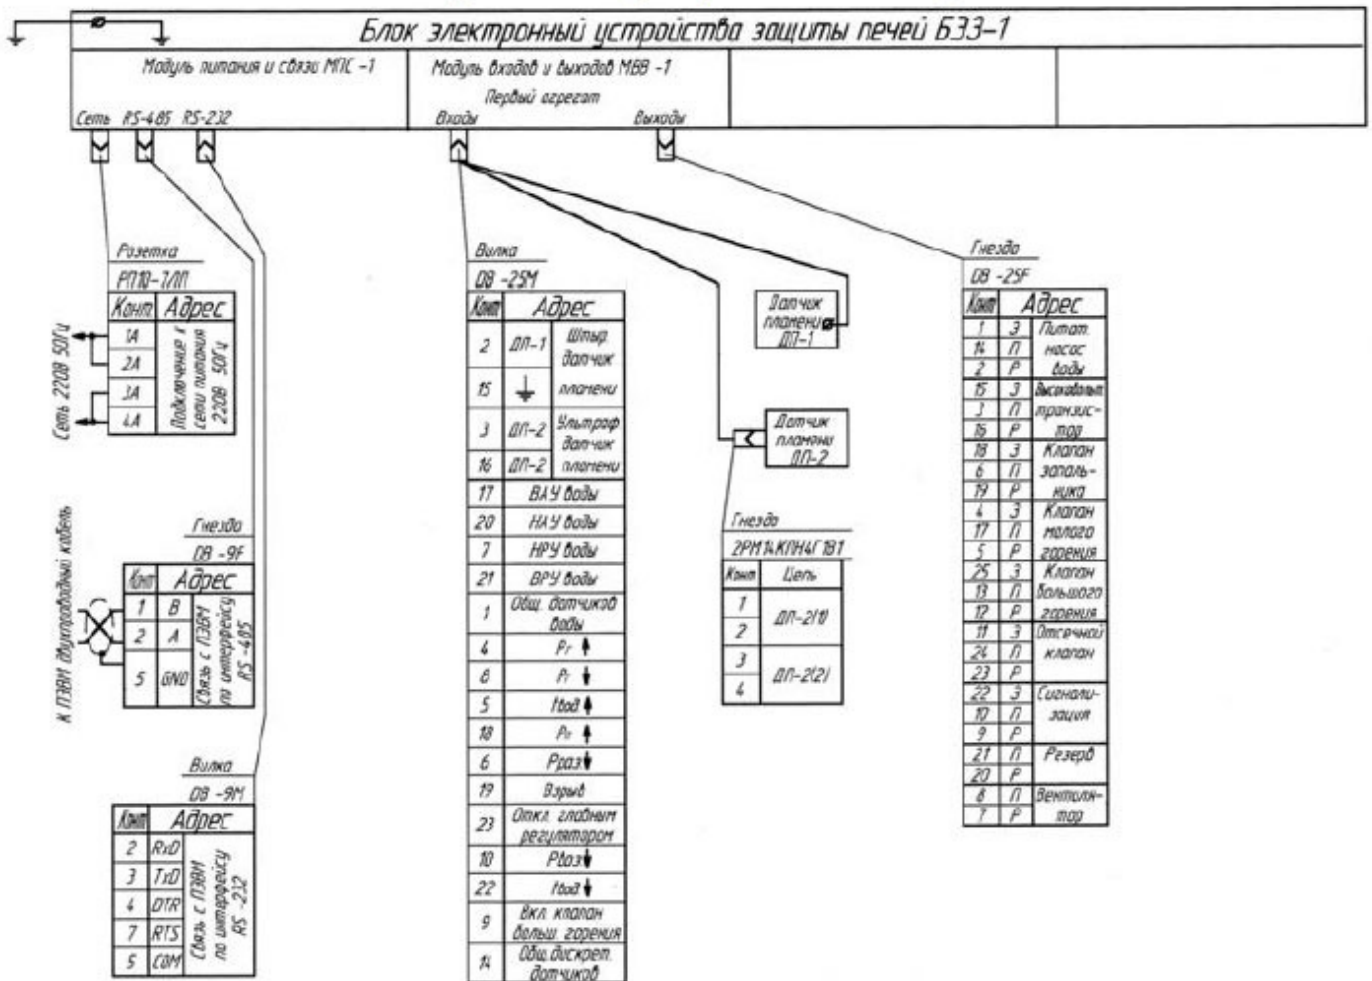 Блок электронный устройства защиты печей БЗЗ-1
Модуль питания и связи МПС -1
Модуль входов и выходов МВВ -1
Первый агрегат
Сеть RS-485 RS-232
Входы
Выходы
Розетка
РП10-7ЛП
Конт. Адрес
1А
2А
3А
4А
Подключение к
сети питания
220В 50Гц
Сеть 220В 50Гц
Гнездо
DB -9F
Конт Адрес
1 B
2 A
5 GND
Связь с ПЭВМ
по интерфейсу
RS -485
К ПЭВМ двухпроводный кабель
Вилка
DB -9M
Конт Адрес
2 RxD
3 TxD
4 DTR
7 RTS
5 COM
Связь с ПЭВМ
по интерфейсу
RS -232
Вилка
DB -25M
Конт Адрес
2 ДП-1 Штыр.
датчик
15 пламени
3 ДП-2 Ультраф
датчик
16 ДП-2 пламени
17 ВАУ воды
20 НАУ воды
7 НРУ воды
21 ВРУ воды
1 Общ. датчиков
воды
4 Рг ↑
8 Рг ↓
5 tвод ↑
18 Рп ↑
6 Рраз ↓
19 Взрыв
23 Откл. главным
регулятором
10 Рвоз ↓
22 tвод ↓
9 Вкл. клапан
больш. горения
14 Общ.дискрет.
датчиков
Датчик
пламени
ДП-1
Датчик
пламени
ДП-2
Гнездо
2РМ14КПН4Г1В1
Конт Цепь
1
2
ДП-2(1)
3
4
ДП-2(2)
Гнездо
DB -25F
Конт Адрес
1 З Питат.
14 П насос
2 Р воды
15 З Высоковольт.
3 П транзис-
16 Р тор
18 З Клапан
6 П запаль-
19 Р ника
4 З Клапан
17 П малого
5 Р горения
25 З Клапан
13 П большого
12 Р горения
11 З Отсечной
24 П клапан
23 Р
22 З Сигнали-
10 П зация
9 Р
21 П Резерв
20 Р
8 П Вентиля-
7 Р тор